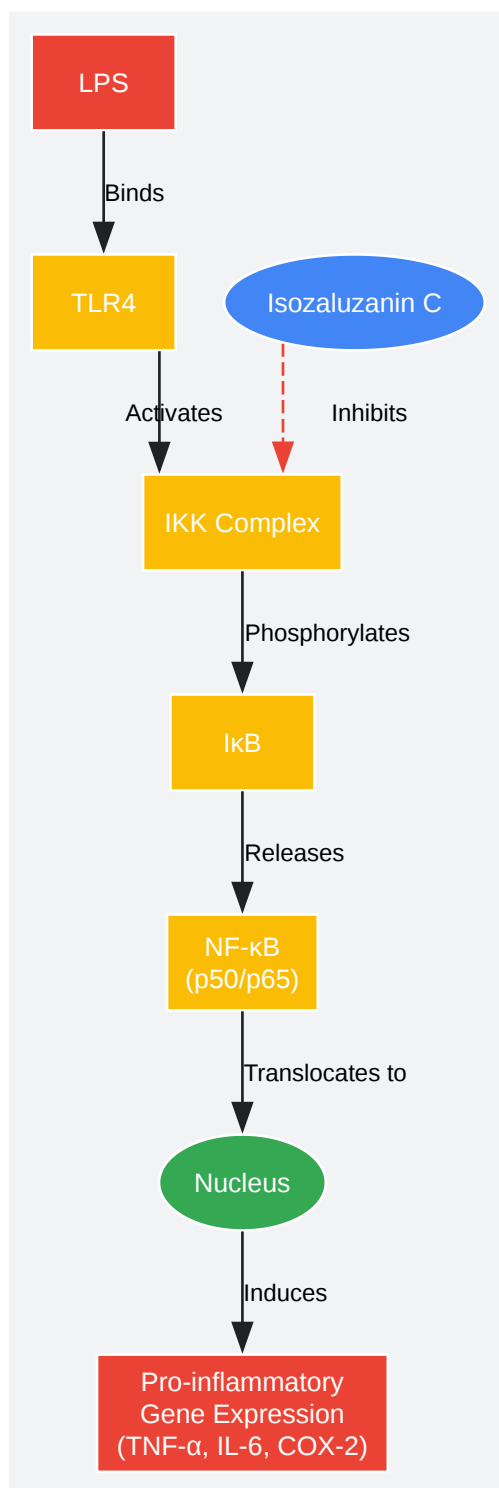 LPS
Binds
TLR4
Isozaluzanin C
Activates
Inhibits
IKK Complex
Phosphorylates
IκB
Releases
NF-κB
(p50/p65)
Translocates to
Nucleus
Induces
Pro-inflammatory
Gene Expression
(TNF-α, IL-6, COX-2)